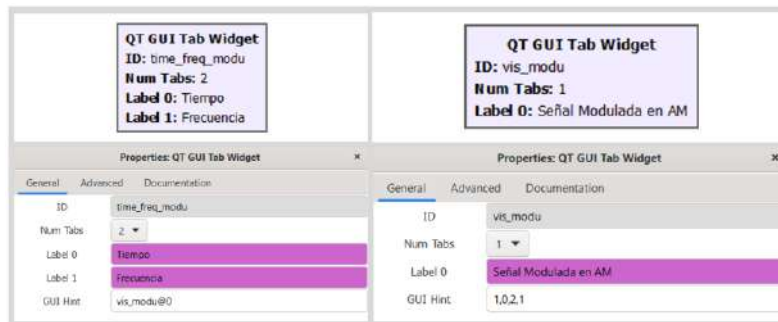 QT GUI Tab Widget
ID: time_freq_modu
Num Tabs: 2
Label 0: Tiempo
Label 1: Frecuencia
QT GUI Tab Widget
ID: vis_modu
Num Tabs: 1
Label 0: Señal Modulada en AM
Properties: QT GUI Tab Widget ×
General Advanced Documentation
ID time_freq_modu
Num Tabs 2
Label 0 Tiempo
Label 1 Frecuencia
GUI Hint vis_modu@0
Properties: QT GUI Tab Widget ×
General Advanced Documentation
ID vis_modu
Num Tabs 1
Label 0 Señal Modulada en AM
GUI Hint 1,0,2,1